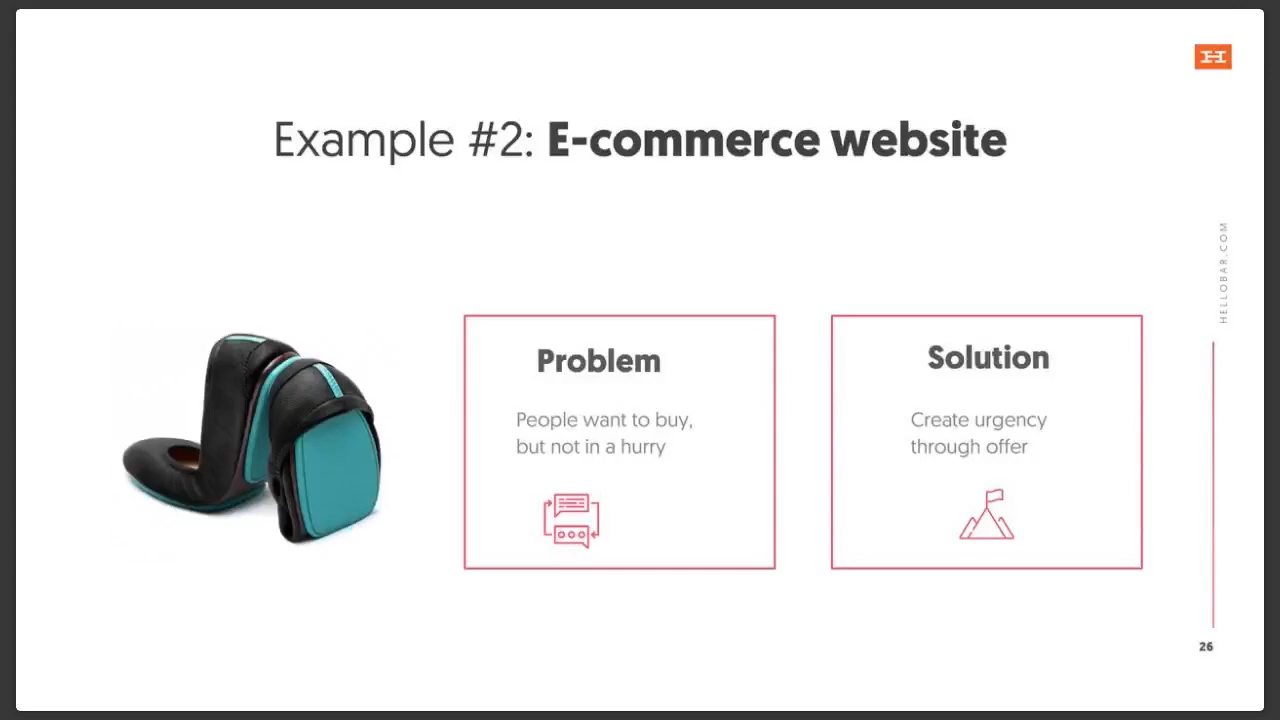 H
Example #2: E-commerce website
HELLOBAR.COM
Problem
People want to buy,
but not in a hurry
Solution
Create urgency
through offer
26